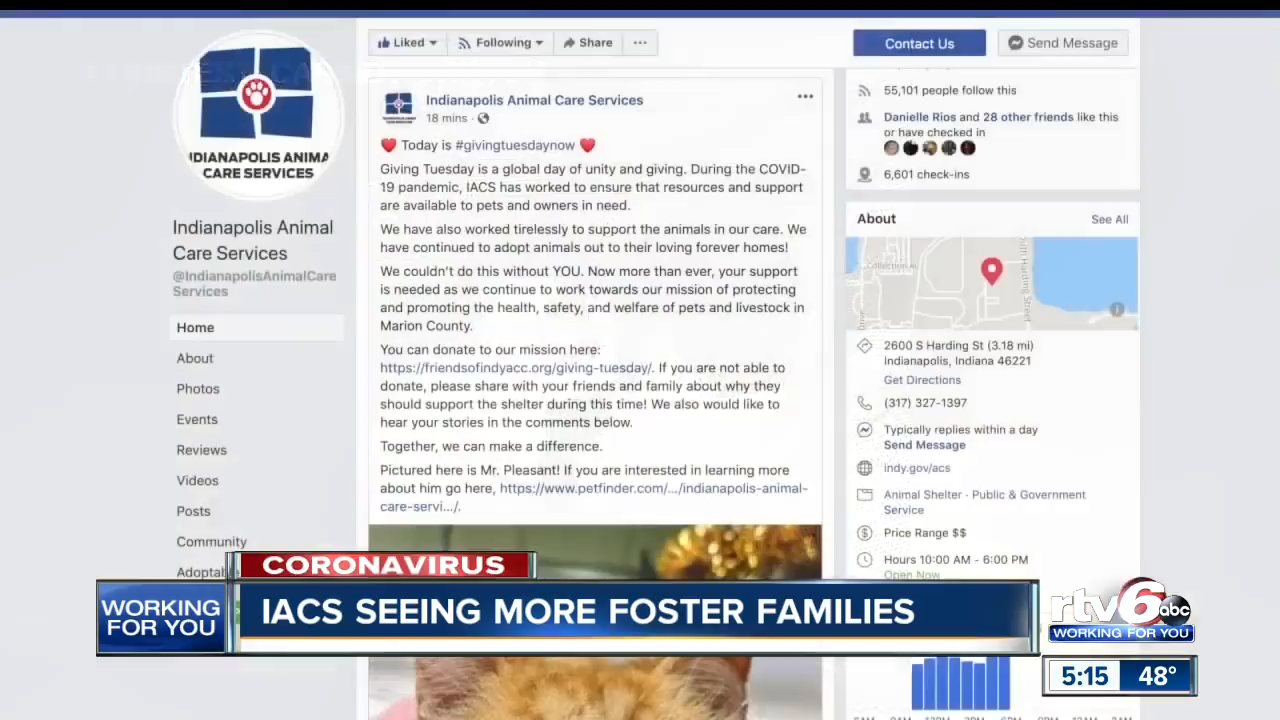 Liked
Following
Share
Contact Us
Send Message
INDIANAPOLIS ANIMA
CARE SERVICES
Indianapolis Animal
Care Services
@IndianapolisAnimalCare
Services
Home
About
Photos
Events
Reviews
Videos
Posts
Community
Adoptab
Indianapolis Animal Care Services
18 mins ·
Today is #givingtuesdaynow
Giving Tuesday is a global day of unity and giving. During the COVID-
19 pandemic, IACS has worked to ensure that resources and support
are available to pets and owners in need.
We have also worked tirelessly to support the animals in our care. We
have continued to adopt animals out to their loving forever homes!
We couldn't do this without YOU. Now more than ever, your support
is needed as we continue to work towards our mission of protecting
and promoting the health, safety, and welfare of pets and livestock in
Marion County.
You can donate to our mission here:
https://friendsofindyacc.org/giving-tuesday/. If you are not able to
donate, please share with your friends and family about why they
should support the shelter during this time! We also would like to
hear your stories in the comments below.
Together, we can make a difference.
Pictured here is Mr. Pleasant! If you are interested in learning more
about him go here, https://www.petfinder.com/.../indianapolis-animal-
care-servi.../.
55,101 people follow this
Danielle Rios and 28 other friends like this
or have checked in
6,601 check-ins
About
See All
2600 S Harding St (3.18 mi)
Indianapolis, Indiana 46221
Get Directions
(317) 327-1397
Typically replies within a day
Send Message
indy.gov/acs
Animal Shelter · Public & Government
Service
Price Range $$
Hours 10:00 AM - 6:00 PM
Open Now
CORONAVIRUS
WORKING
FOR YOU
IACS SEEING MORE FOSTER FAMILIES
rtv6 abc
WORKING FOR YOU
5:15 48°